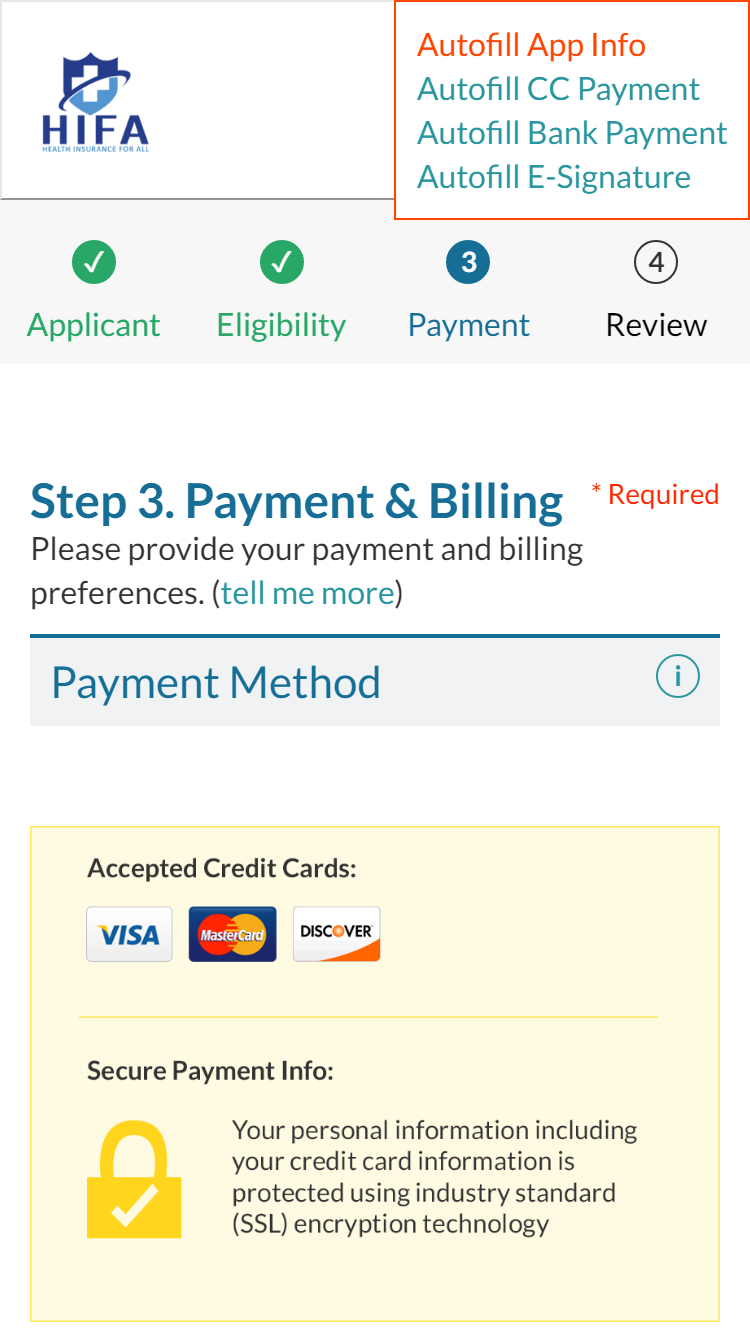 HIFA
HEALTH INSURANCE FOR ALL
Autofill App Info
Autofill CC Payment
Autofill Bank Payment
Autofill E-Signature
3
4
Applicant
Eligibility
Payment
Review
Step 3. Payment & Billing
* Required
Please provide your payment and billing
preferences. (tell me more)
Payment Method
i
Accepted Credit Cards:
VISA
MasterCard
DISCOVER
Secure Payment Info:
Your personal information including
your credit card information is
protected using industry standard
(SSL) encryption technology